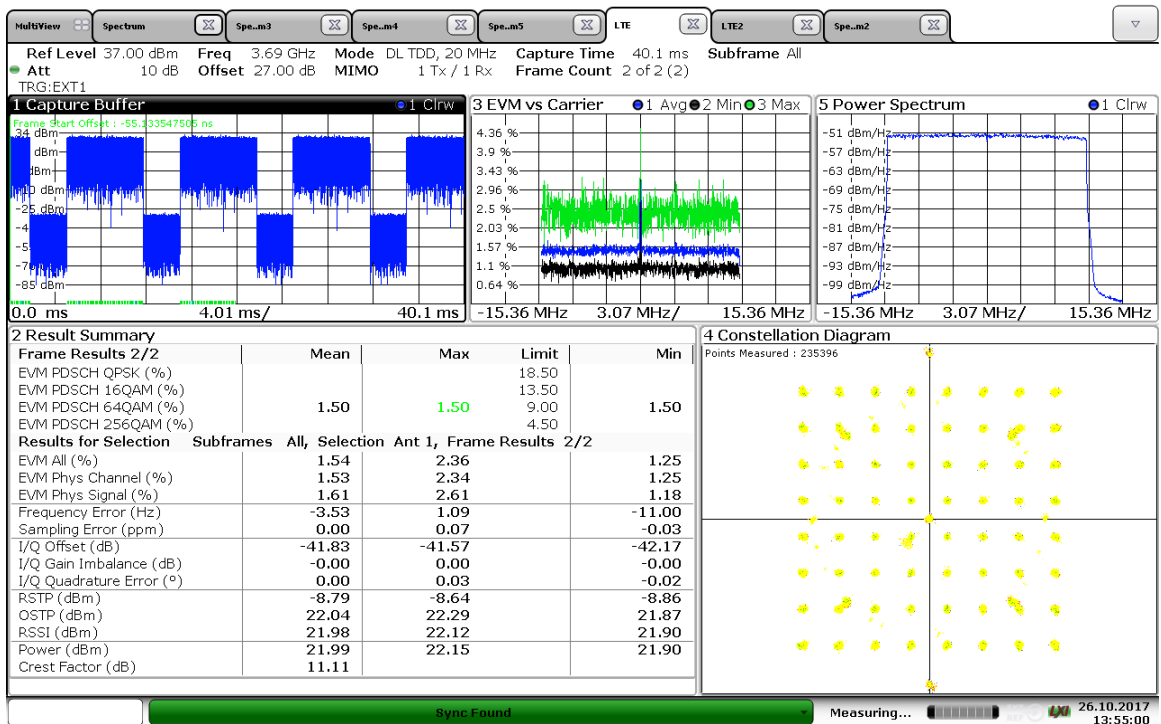 MultiView Spectrum Spe..m3 Spe..m4 Spe..m5 LTE LTE2 Spe..m2
Ref Level 37.00 dBm Freq 3.69 GHz Mode DL TDD, 20 MHz Capture Time 40.1 ms Subframe All
Att 10 dB Offset 27.00 dB MIMO 1 Tx / 1 Rx Frame Count 2 of 2 (2)
TRG:EXT1
1 Capture Buffer 1 Clrw
Frame Start Offset : -55.133547505 ns
34 dBm
dBm
dBm
dBm
-25 dBm
-85 dBm
0.0 ms 4.01 ms/ 40.1 ms
3 EVM vs Carrier 1 Avg 2 Min 3 Max
4.36 %
3.9 %
3.43 %
2.96 %
2.5 %
2.03 %
1.57 %
1.1 %
0.64 %
-15.36 MHz 3.07 MHz/ 15.36 MHz
5 Power Spectrum 1 Clrw
-51 dBm/Hz
-57 dBm/Hz
-63 dBm/Hz
-69 dBm/Hz
-75 dBm/Hz
-81 dBm/Hz
-87 dBm/Hz
-93 dBm/Hz
-99 dBm/Hz
-15.36 MHz 3.07 MHz/ 15.36 MHz
2 Result Summary
Frame Results 2/2 Mean Max Limit Min
EVM PDSCH QPSK (%) 18.50
EVM PDSCH 16QAM (%) 13.50
EVM PDSCH 64QAM (%) 1.50 1.50 9.00 1.50
EVM PDSCH 256QAM (%) 4.50
Results for Selection Subframes All, Selection Ant 1, Frame Results 2/2
EVM All (%) 1.54 2.36 1.25
EVM Phys Channel (%) 1.53 2.34 1.25
EVM Phys Signal (%) 1.61 2.61 1.18
Frequency Error (Hz) -3.53 1.09 -11.00
Sampling Error (ppm) 0.00 0.07 -0.03
I/Q Offset (dB) -41.83 -41.57 -42.17
I/Q Gain Imbalance (dB) -0.00 0.00 -0.00
I/Q Quadrature Error (°) 0.00 0.03 -0.02
RSTP (dBm) -8.79 -8.64 -8.86
OSTP (dBm) 22.04 22.29 21.87
RSSI (dBm) 21.98 22.12 21.90
Power (dBm) 21.99 22.15 21.90
Crest Factor (dB) 11.11
4 Constellation Diagram
Points Measured : 235396
Sync Found Measuring... REF LXI 26.10.2017
13:55:00